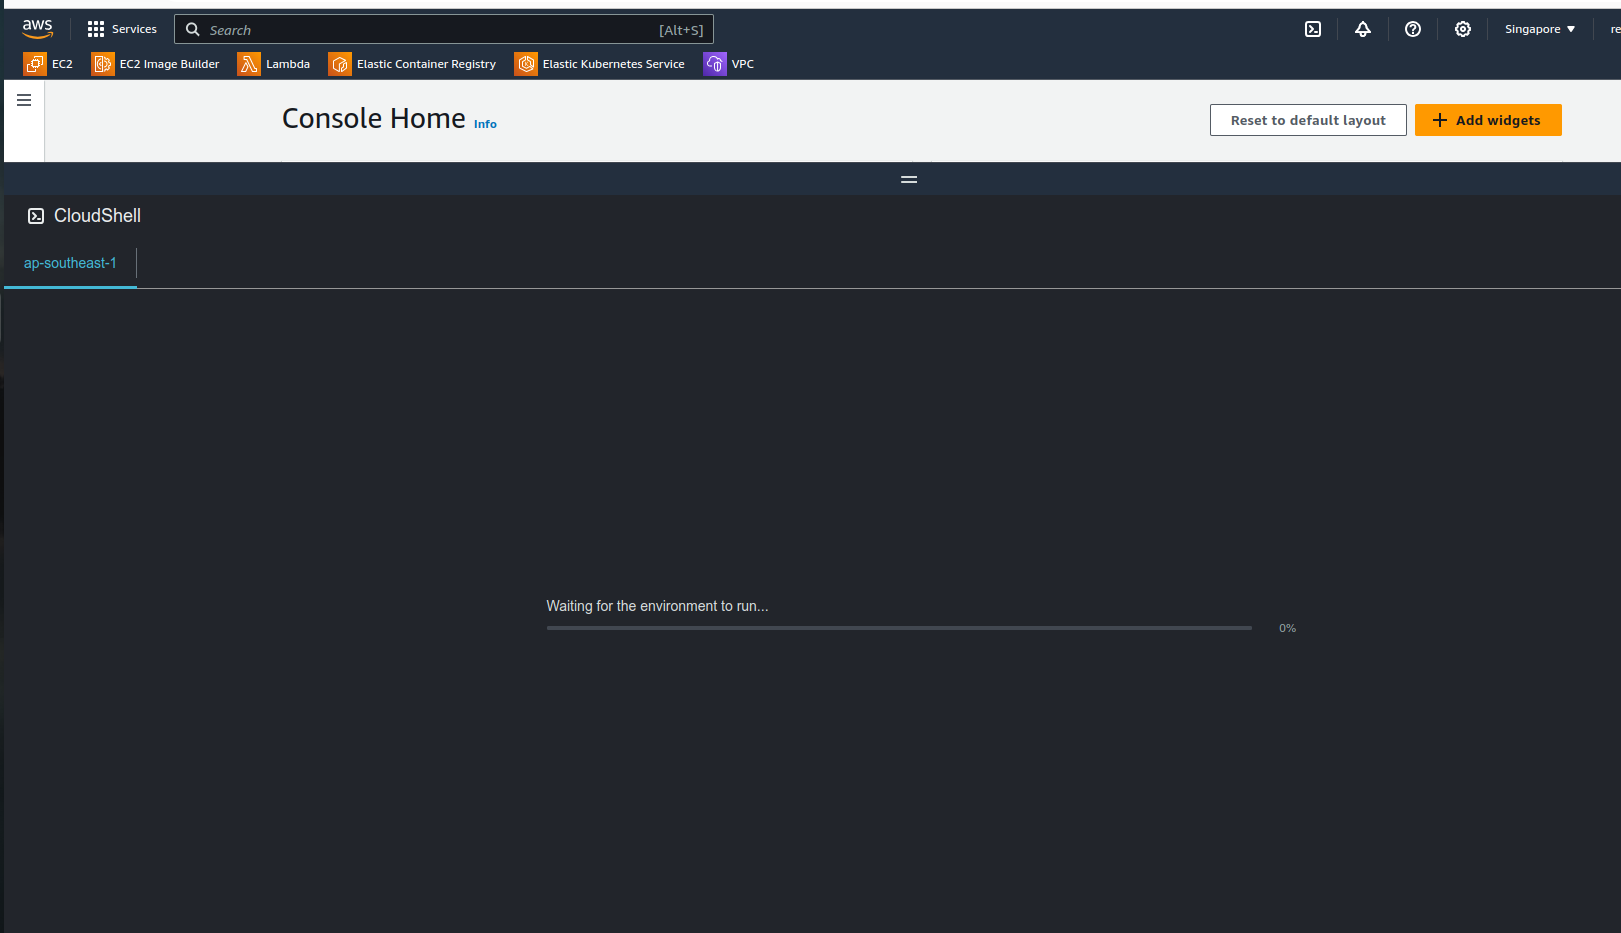 aws Services Search [Alt+S] Singapore
EC2 EC2 Image Builder Lambda Elastic Container Registry Elastic Kubernetes Service VPC
Console Home Info Reset to default layout Add widgets
CloudShell
ap-southeast-1
Waiting for the environment to run...
0%